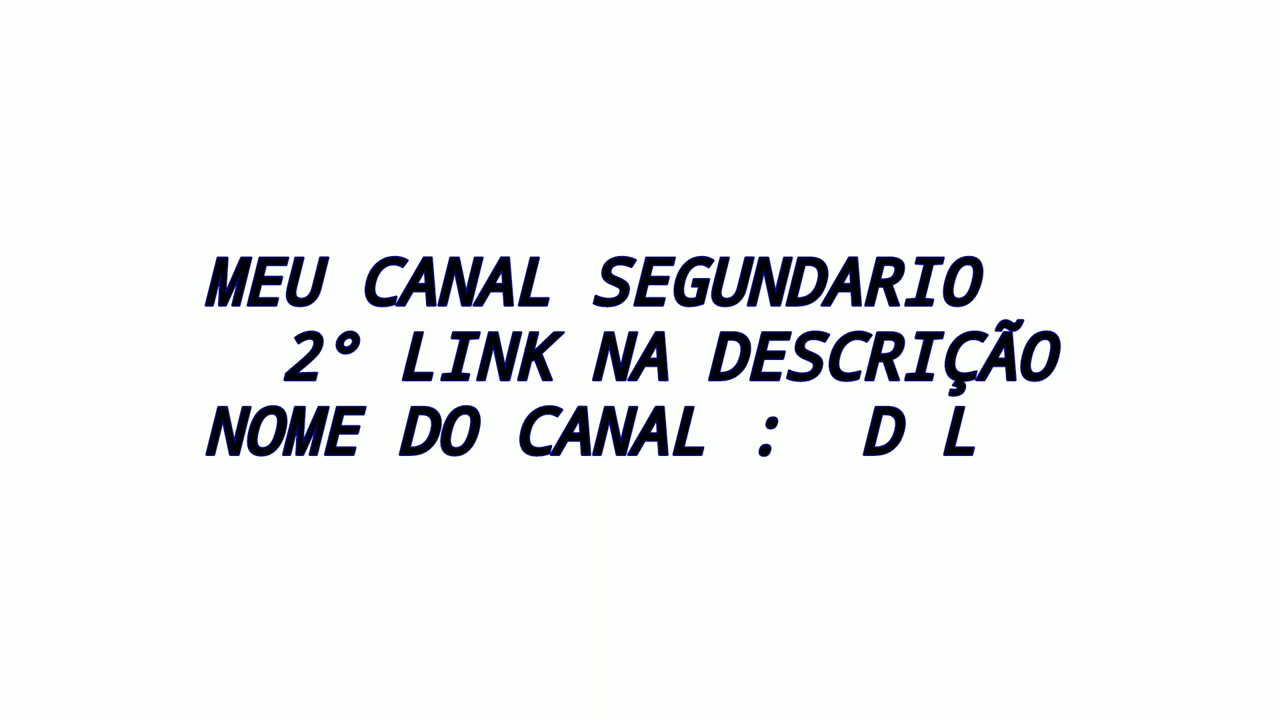 MEU CANAL SEGUNDARIO
2° LINK NA DESCRIÇÃO
NOME DO CANAL : D L